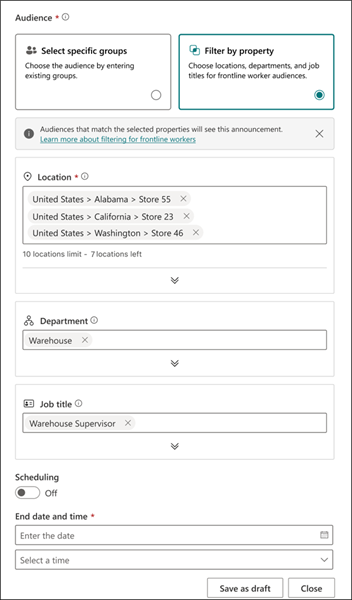 Audience *
Select specific groups
Choose the audience by entering
existing groups.
Filter by property
Choose locations, departments, and job
titles for frontline worker audiences.
Audiences that match the selected properties will see this announcement.
Learn more about filtering for frontline workers
Location *
United States > Alabama > Store 55
United States > California > Store 23
United States > Washington > Store 46
10 locations limit - 7 locations left
Department
Warehouse
Job title
Warehouse Supervisor
Scheduling
Off
End date and time *
Enter the date
Select a time
Save as draft
Close